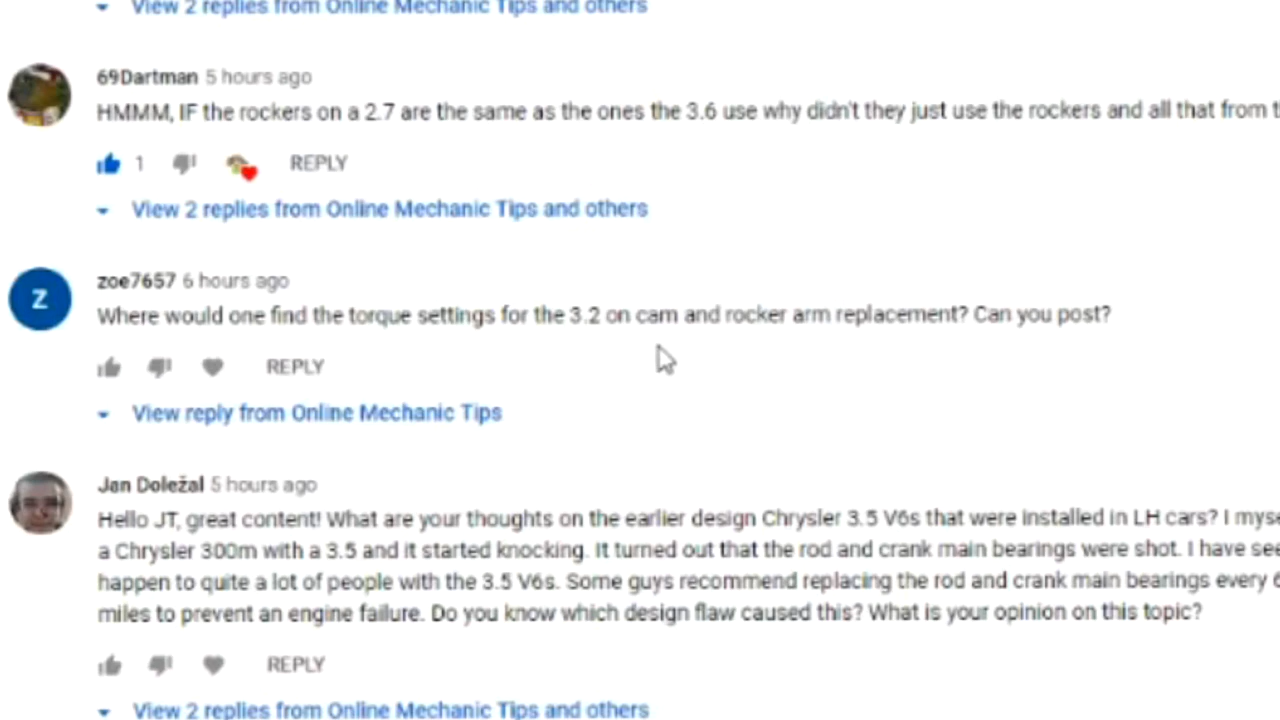 View 2 replies from Online Mechanic Tips and others
69Dartman 5 hours ago
HMMM, IF the rockers on a 2.7 are the same as the ones the 3.6 use why didn't they just use the rockers and all that from
1 REPLY
View 2 replies from Online Mechanic Tips and others
Z
zoe7657 6 hours ago
Where would one find the torque settings for the 3.2 on cam and rocker arm replacement? Can you post?
REPLY
View reply from Online Mechanic Tips
Jan Doležal 5 hours ago
Hello JT, great content! What are your thoughts on the earlier design Chrysler 3.5 V6s that were installed in LH cars? I
a Chrysler 300m with a 3.5 and it started knocking. It turned out that the rod and crank main bearings were shot. I have
happen to quite a lot of people with the 3.5 V6s. Some guys recommend replacing the rod and crank main bearings every
miles to prevent an engine failure. Do you know which design flaw caused this? What is your opinion on this topic?
REPLY
View 2 replies from Online Mechanic Tips and others